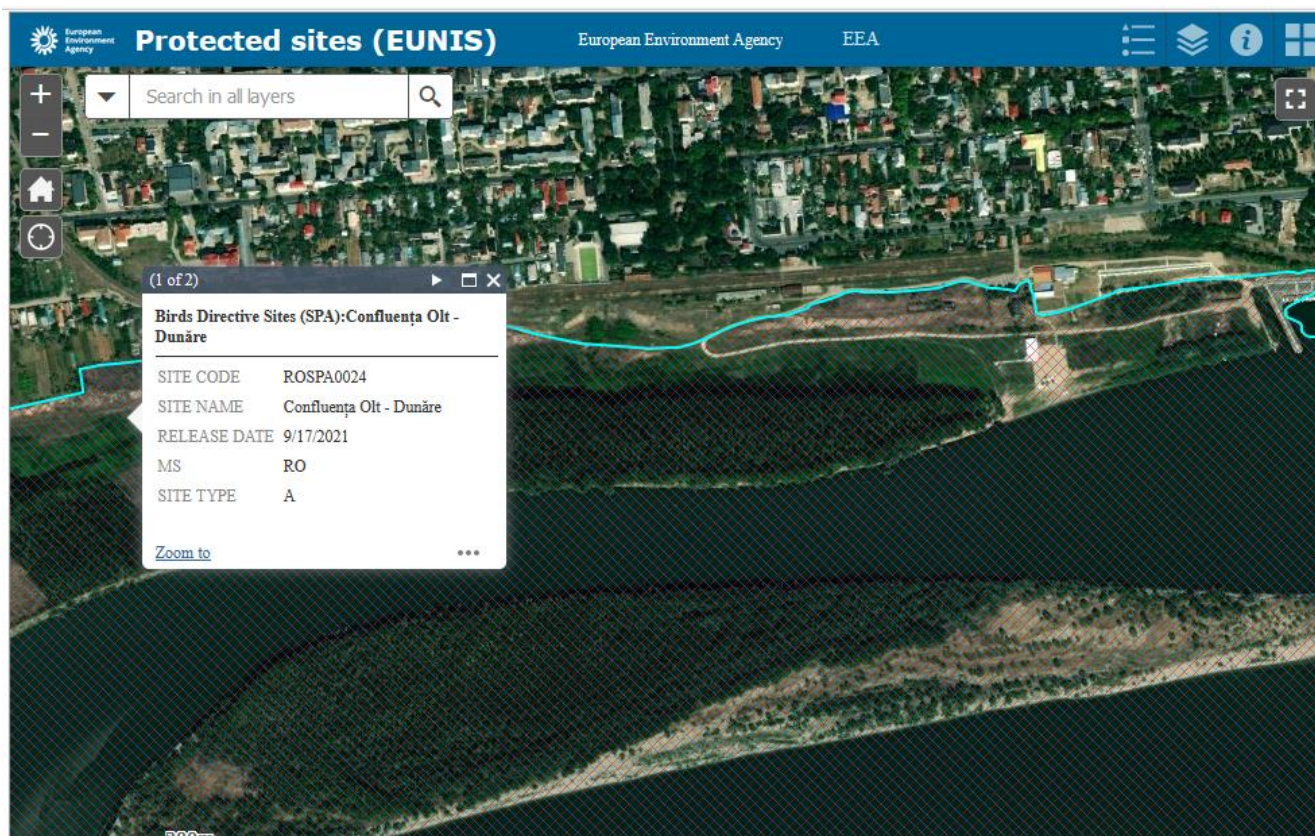 European
Environment
Agency
Protected sites (EUNIS)
European Environment Agency
EEA
Search in all layers
(1 of 2)
Birds Directive Sites (SPA):Confluența Olt -
Dunăre
SITE CODE ROSPA0024
SITE NAME Confluența Olt - Dunăre
RELEASE DATE 9/17/2021
MS RO
SITE TYPE A
Zoom to